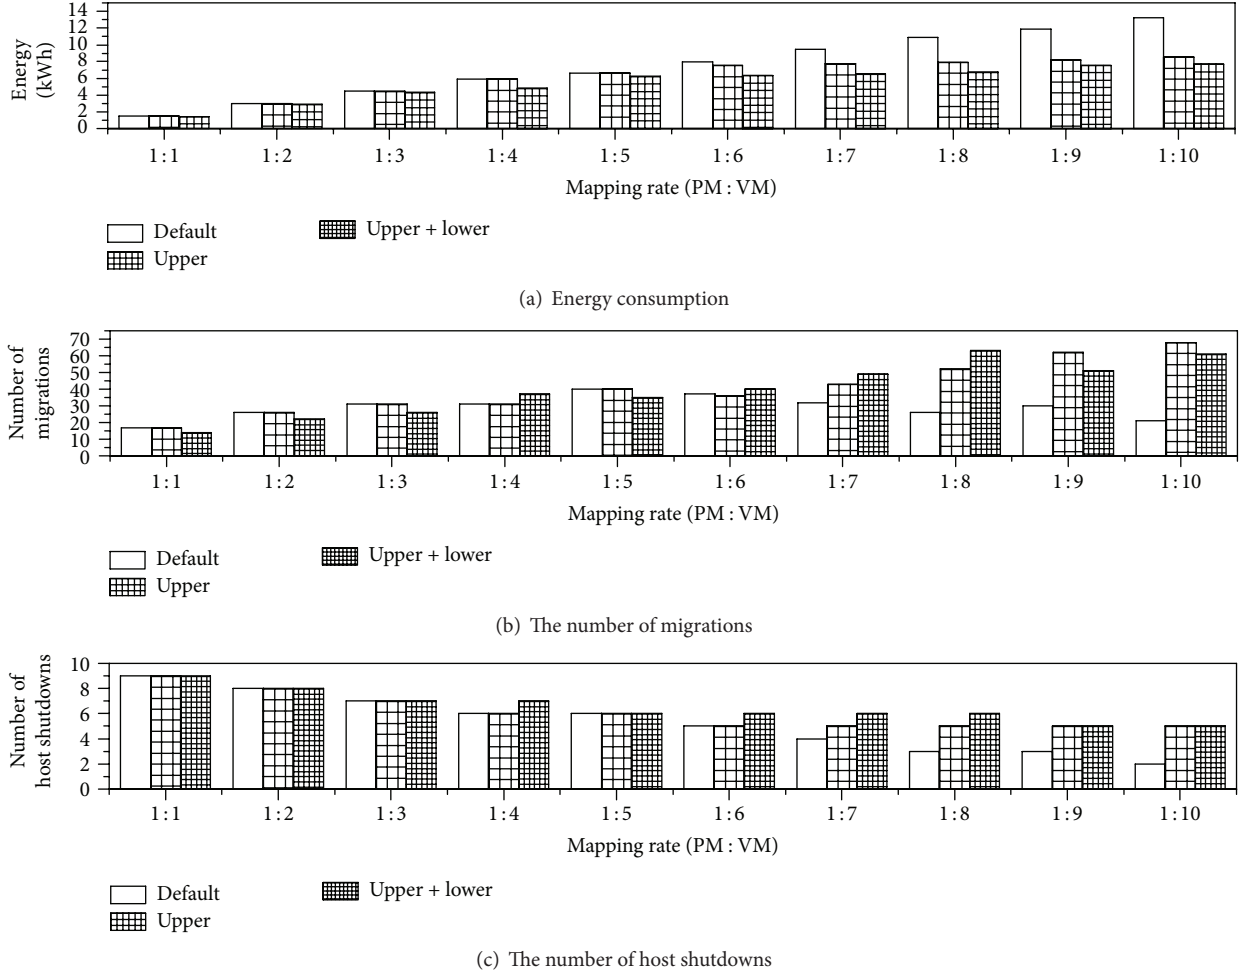 Energy
(kWh)
14
12
10
8
6
4
2
0
1 : 1 1 : 2 1 : 3 1 : 4 1 : 5 1 : 6 1 : 7 1 : 8 1 : 9 1 : 10
Mapping rate (PM : VM)
Default
Upper
Upper + lower
(a) Energy consumption
Number of
migrations
70
60
50
40
30
20
10
0
1 : 1 1 : 2 1 : 3 1 : 4 1 : 5 1 : 6 1 : 7 1 : 8 1 : 9 1 : 10
Mapping rate (PM : VM)
Default
Upper
Upper + lower
(b) The number of migrations
Number of
host shutdowns
10
8
6
4
2
0
1 : 1 1 : 2 1 : 3 1 : 4 1 : 5 1 : 6 1 : 7 1 : 8 1 : 9 1 : 10
Mapping rate (PM : VM)
Default
Upper
Upper + lower
(c) The number of host shutdowns